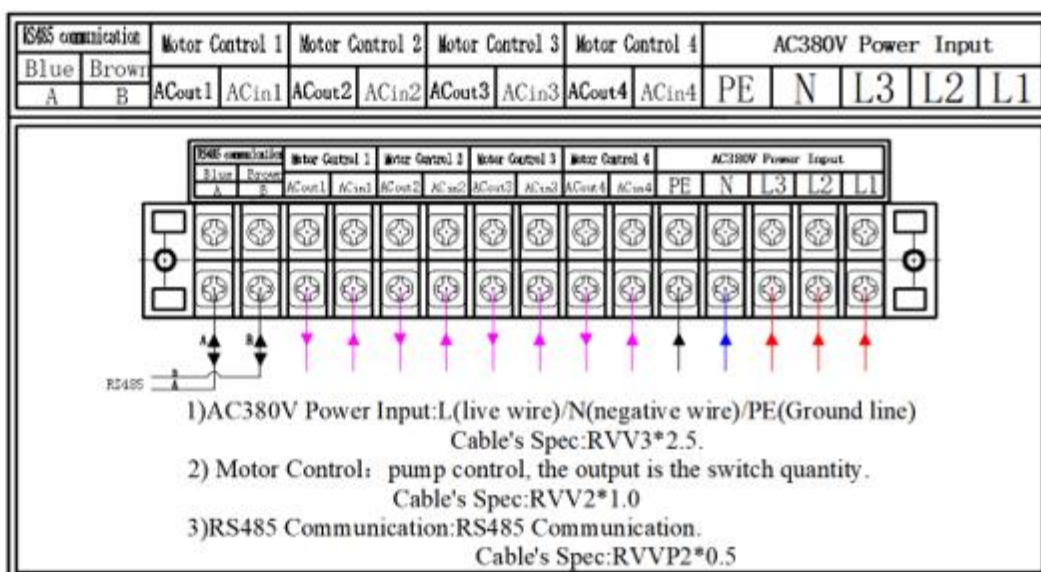 RS485 communication Motor Control 1 Motor Control 2 Motor Control 3 Motor Control 4 AC380V Power Input
Blue Brown
A B ACout1 ACin1 ACout2 ACin2 ACout3 ACin3 ACout4 ACin4 PE N L3 L2 L1
RS485 communication Motor Control 1 Motor Control 2 Motor Control 3 Motor Control 4 AC380V Power Input
Blue Brown
A B ACout1 ACin1 ACout2 ACin2 ACout3 ACin3 ACout4 ACin4 PE N L3 L2 L1
A B
B
RS485 A
1)AC380V Power Input:L(live wire)/N(negative wire)/PE(Ground line)
Cable's Spec:RVV3*2.5.
2) Motor Control：pump control, the output is the switch quantity.
Cable's Spec:RVV2*1.0
3)RS485 Communication:RS485 Communication.
Cable's Spec:RVVP2*0.5